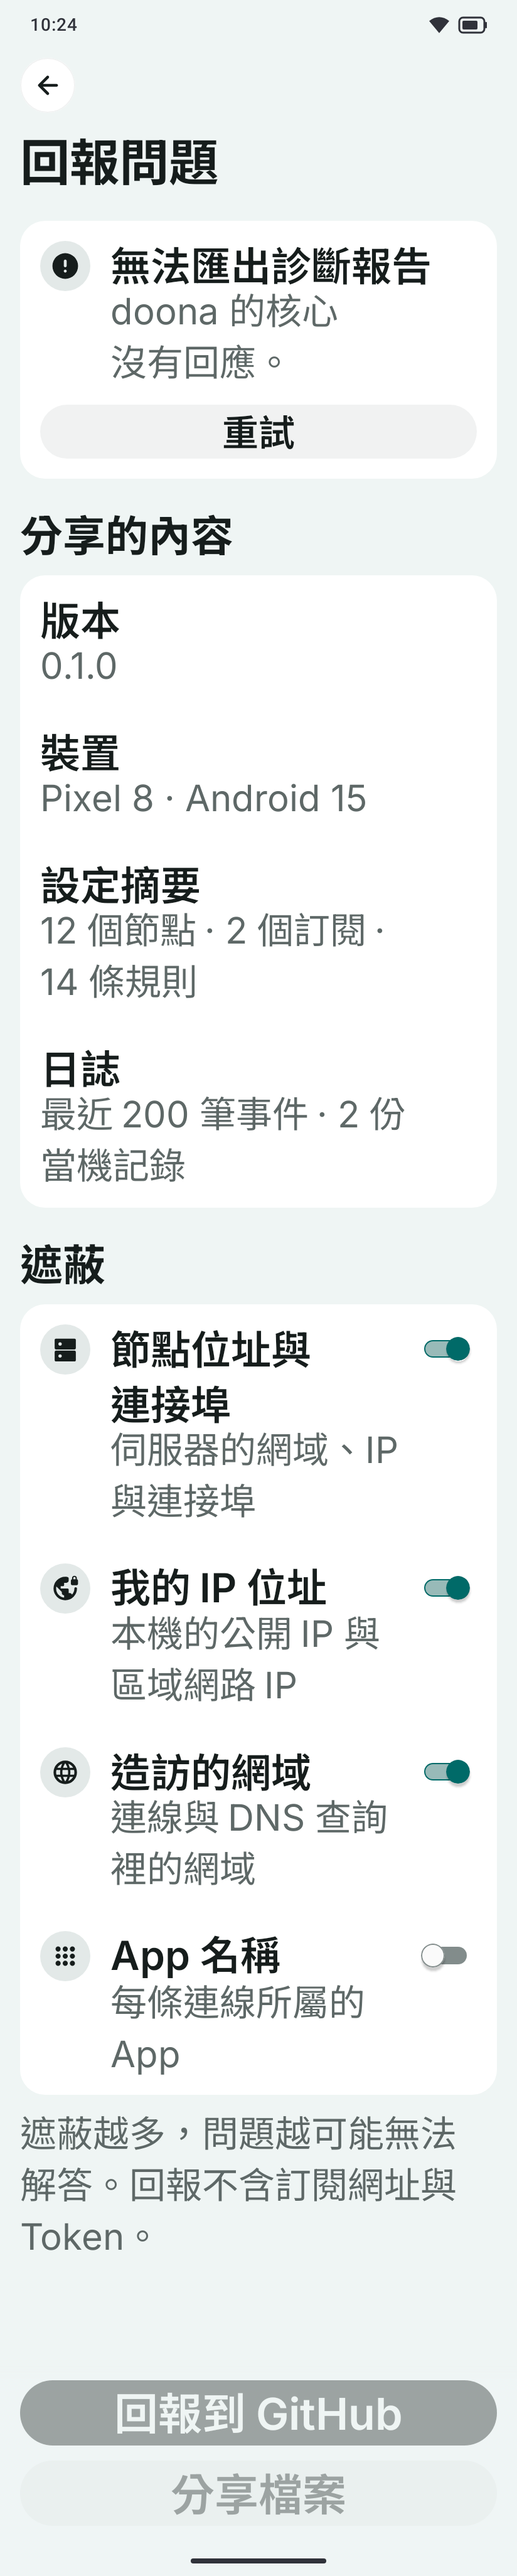 10:24
回報問題
無法匯出診斷報告
doona 的核心
沒有回應。
重試
分享的內容
版本
0.1.0
裝置
Pixel 8 · Android 15
設定摘要
12 個節點 · 2 個訂閱 ·
14 條規則
日誌
最近 200 筆事件 · 2 份
當機記錄
遮蔽
節點位址與
連接埠
伺服器的網域、IP
與連接埠
我的 IP 位址
本機的公開 IP 與
區域網路 IP
造訪的網域
連線與 DNS 查詢
裡的網域
App 名稱
每條連線所屬的
App
遮蔽越多，問題越可能無法
解答。回報不含訂閱網址與
Token。
回報到 GitHub
分享檔案